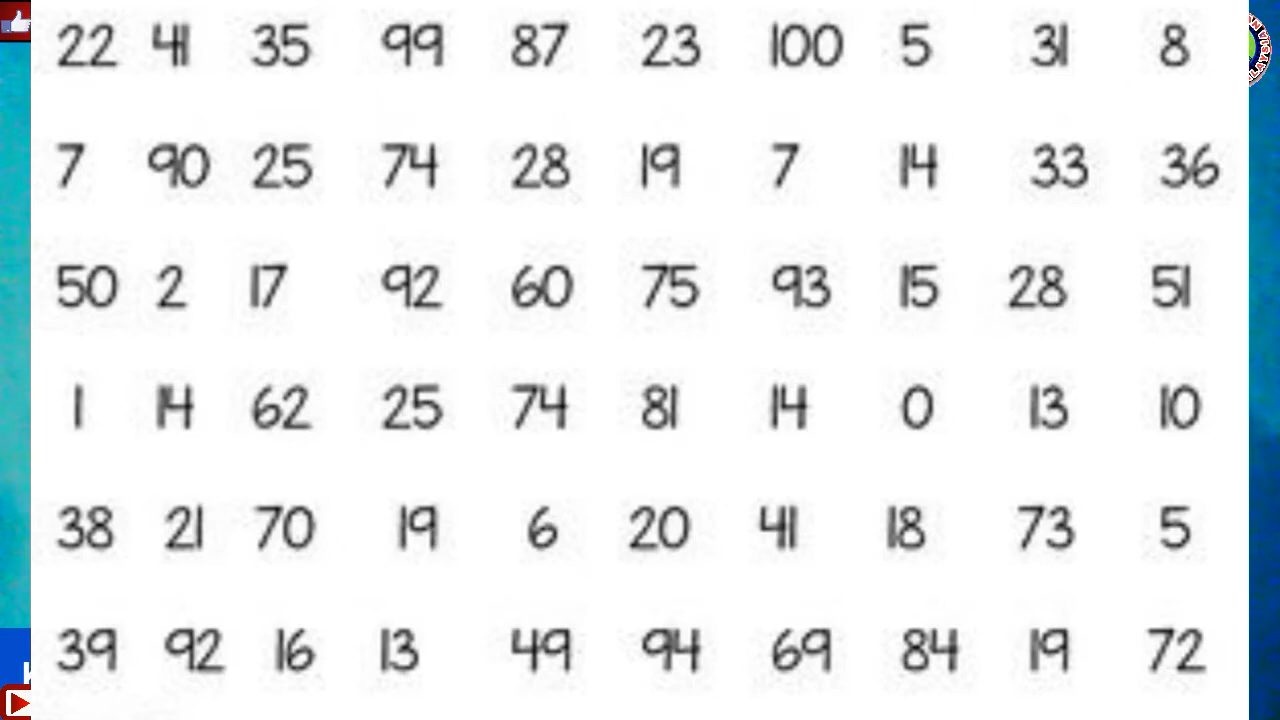 22 41 35 99 87 23 100 5 31 8
7 90 25 74 28 19 7 14 33 36
50 2 17 92 60 75 93 15 28 51
1 14 62 25 74 81 14 0 13 10
38 21 70 19 6 20 41 18 73 5
39 92 16 13 49 94 69 84 19 72